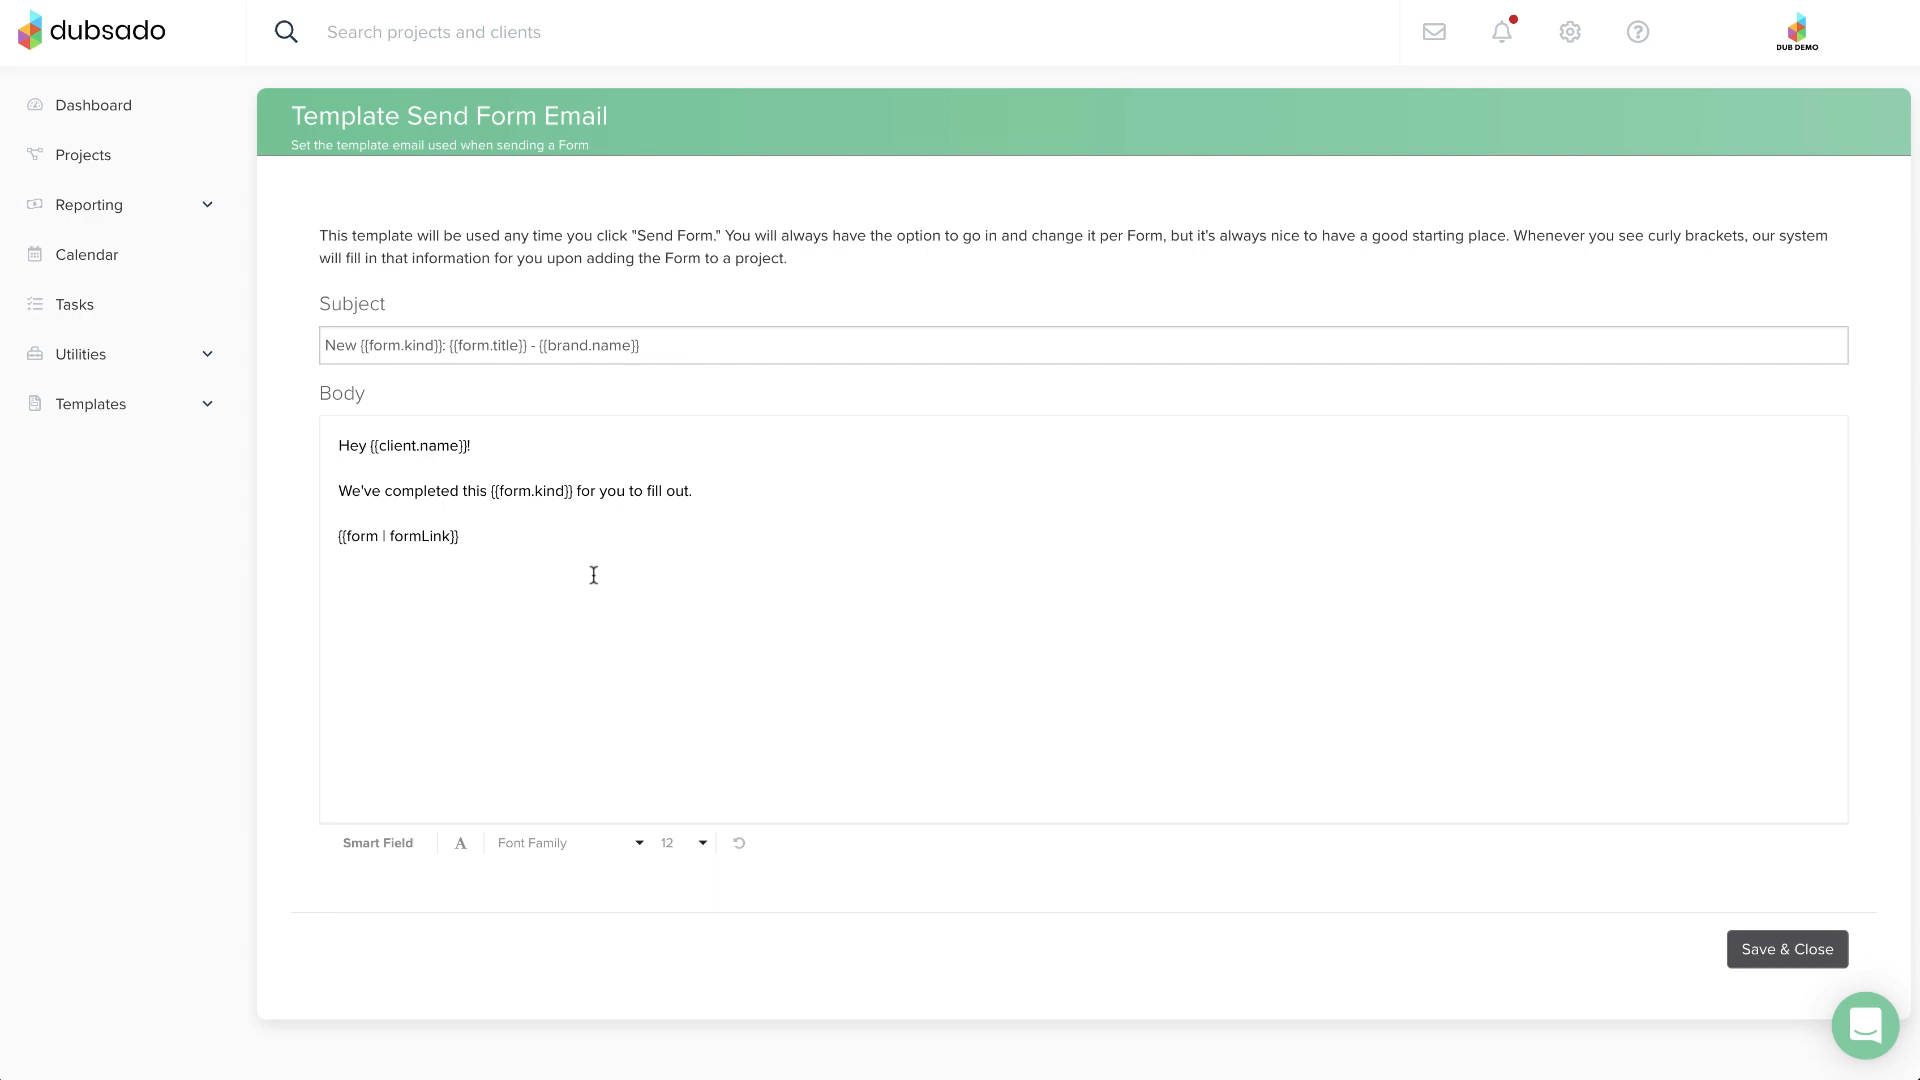 dubsado
Search projects and clients
DUB DEMO
Dashboard
Projects
Reporting
Calendar
Tasks
Utilities
Templates
Template Send Form Email
Set the template email used when sending a Form
This template will be used any time you click "Send Form." You will always have the option to go in and change it per Form, but it's always nice to have a good starting place. Whenever you see curly brackets, our system
will fill in that information for you upon adding the Form to a project.
Subject
New {{form.kind}}: {{form.title}} - {{brand.name}}
Body
Hey {{client.name}}!
We've completed this {{form.kind}} for you to fill out.
{{form | formLink}}
Smart Field A Font Family 12
Save & Close